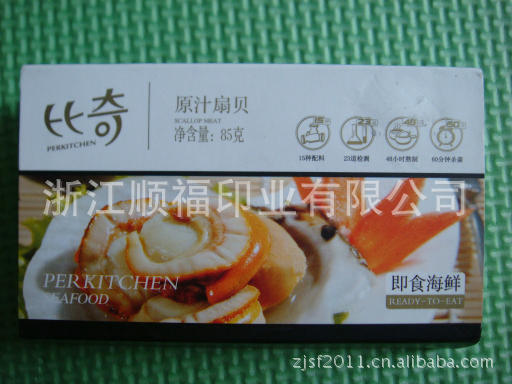 比奇
PERKITCHEN
原汁扇贝
SCALLOP MEAT
净含量：85克
15种配料
23道检测
48小时熬制
60分钟杀菌
浙江顺福印业有限公司
PERKITCHEN
SEAFOOD
即食海鲜
READY-TO-EAT
zjsf2011.cn.alibaba.com